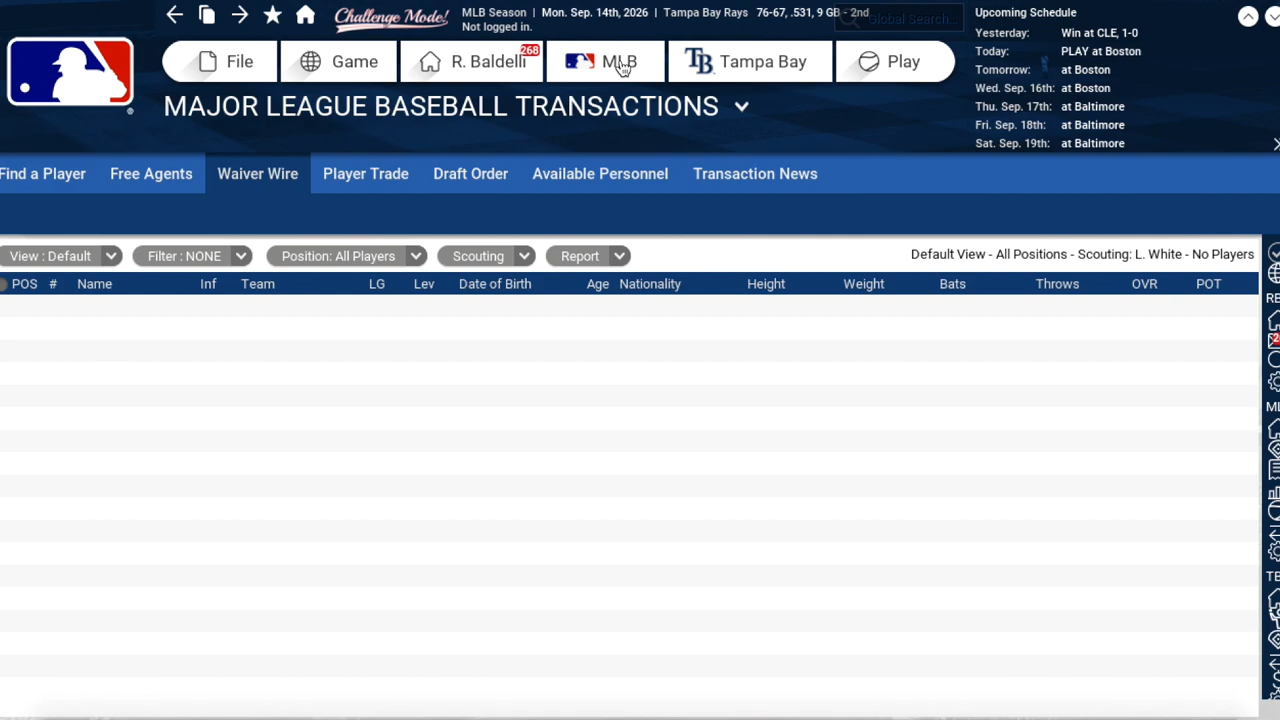 Challenge Mode!
MLB Season | Mon. Sep. 14th, 2026 | Tampa Bay Rays 76-67, .531, 9 GB - 2nd
Not logged in.
Global Search...
Upcoming Schedule
Yesterday: Win at CLE, 1-0
Today: PLAY at Boston
Tomorrow: at Boston
Wed. Sep. 16th: at Boston
Thu. Sep. 17th: at Baltimore
Fri. Sep. 18th: at Baltimore
Sat. Sep. 19th: at Baltimore
File Game R. Baldelli 268 MLB TB Tampa Bay Play
MAJOR LEAGUE BASEBALL TRANSACTIONS
Find a Player Free Agents Waiver Wire Player Trade Draft Order Available Personnel Transaction News
View : Default Filter : NONE Position: All Players Scouting Report Default View - All Positions - Scouting: L. White - No Players
POS # Name Inf Team LG Lev Date of Birth Age Nationality Height Weight Bats Throws OVR POT